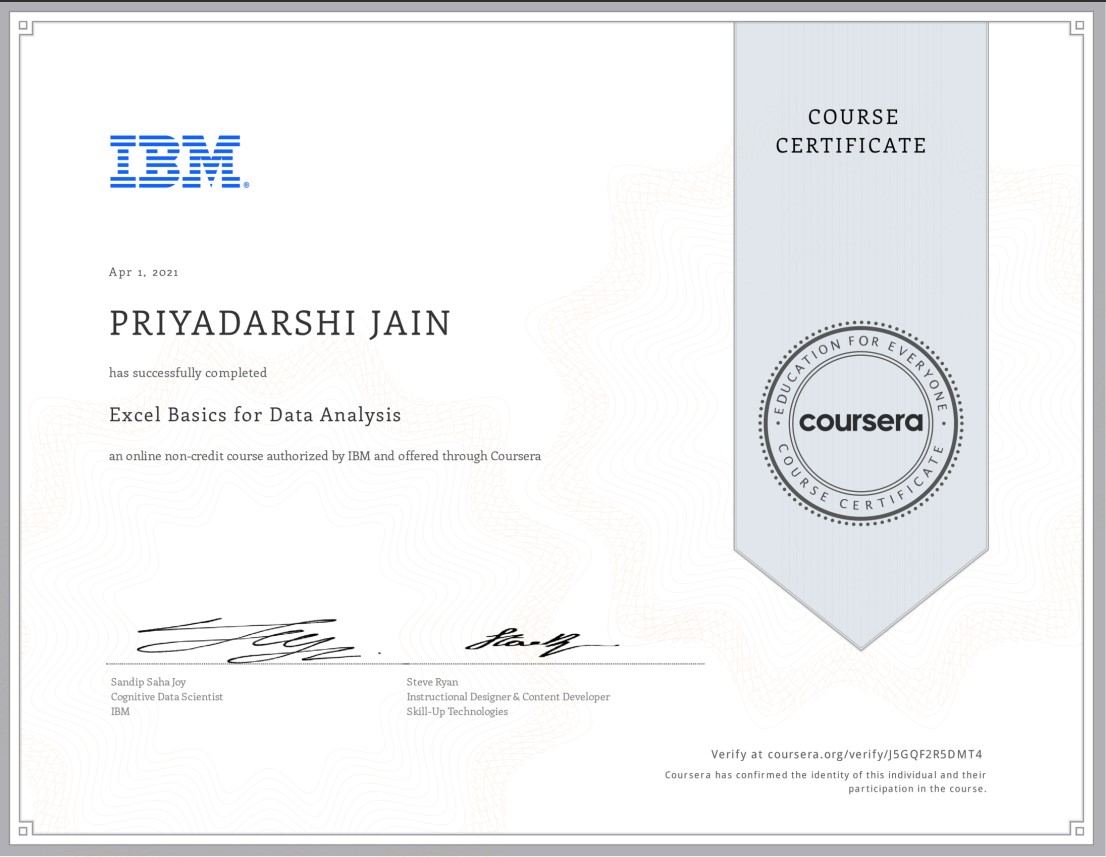 COURSE
CERTIFICATE
IBM®
Apr 1, 2021
PRIYADARSHI JAIN
has successfully completed
Excel Basics for Data Analysis
an online non-credit course authorized by IBM and offered through Coursera
EDUCATION FOR EVERYONE
coursera
COURSE CERTIFICATE
Sandip Saha Joy
Cognitive Data Scientist
IBM
Steve Ryan
Instructional Designer & Content Developer
Skill-Up Technologies
Verify at coursera.org/verify/J5GQF2R5DMT4
Coursera has confirmed the identity of this individual and their
participation in the course.